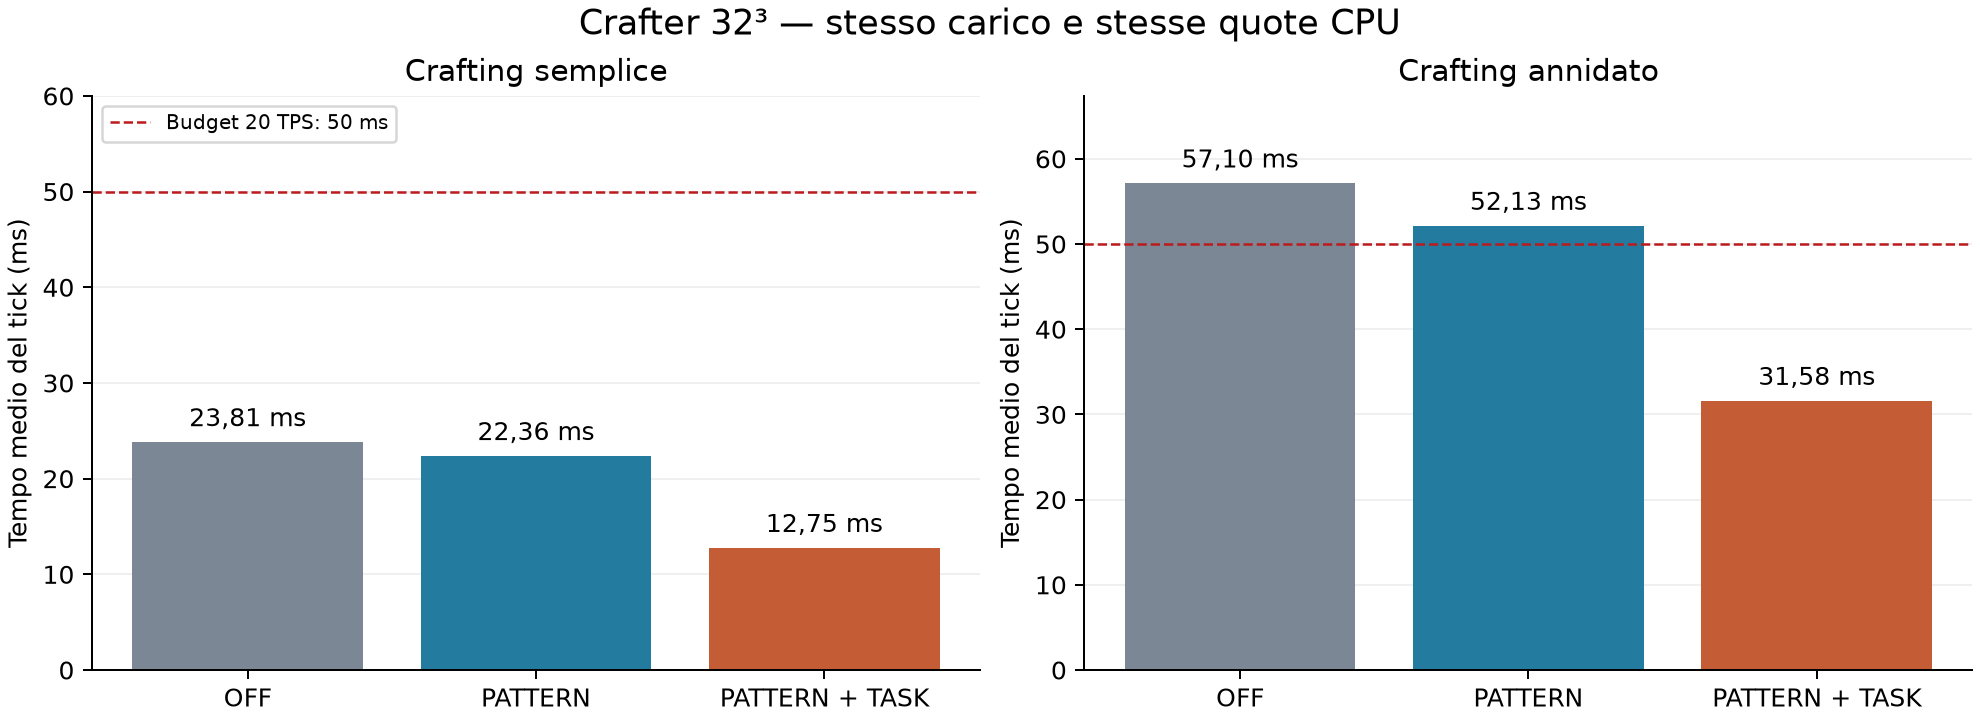 Crafter 32³ — stesso carico e stesse quote CPU
Crafting semplice
Tempo medio del tick (ms)
60
50
40
30
20
10
0
Budget 20 TPS: 50 ms
23,81 ms
22,36 ms
12,75 ms
OFF
PATTERN
PATTERN + TASK
Crafting annidato
Tempo medio del tick (ms)
60
50
40
30
20
10
0
57,10 ms
52,13 ms
31,58 ms
OFF
PATTERN
PATTERN + TASK